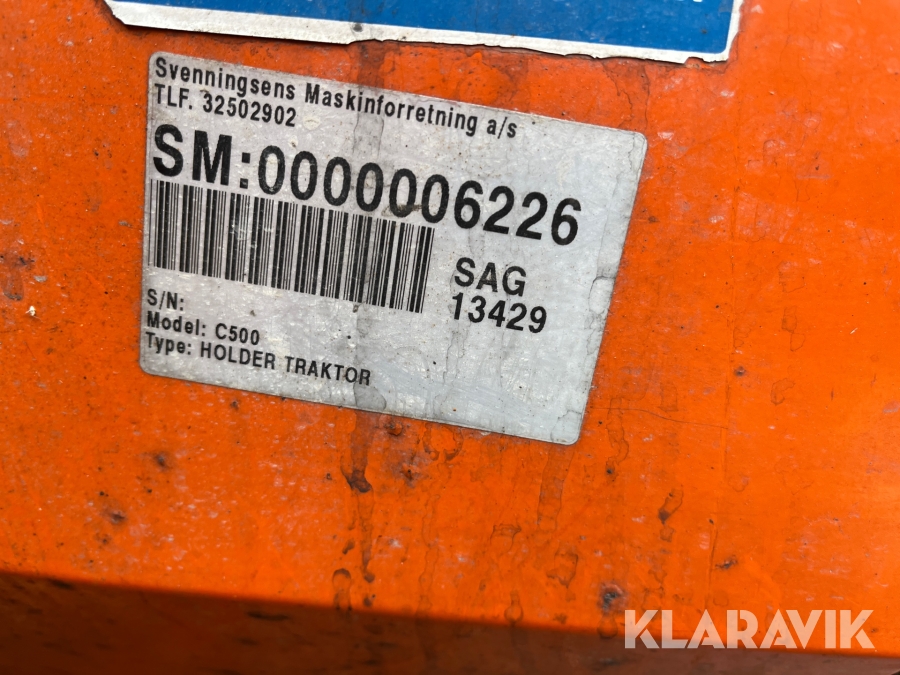 Svenningsens Maskinforretning a/s
TLF. 32502902
SM:0000006226
SAG
13429
S/N:
Model: C500
Type: HOLDER TRAKTOR
KLARAVIK